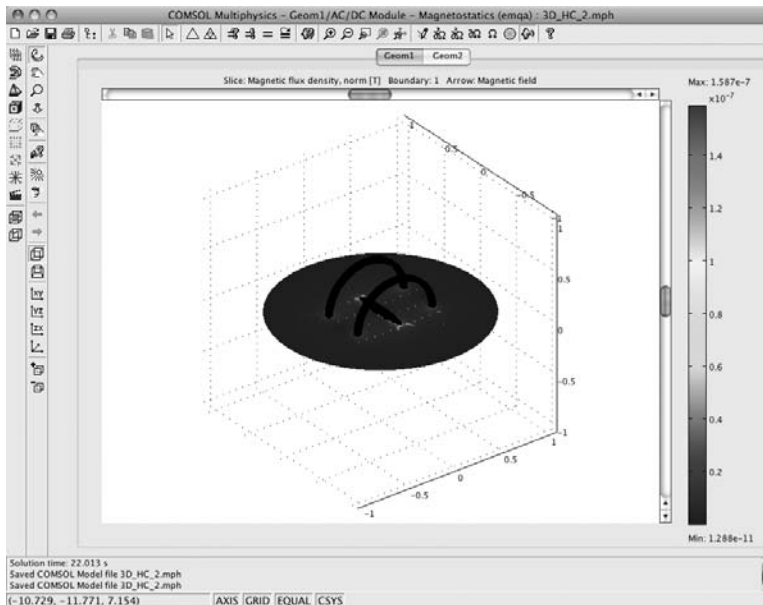 COMSOL Multiphysics - Geom1/AC/DC Module - Magnetostatics (emqa) : 3D_HC_2.mph
Geom1 Geom2
Slice: Magnetic flux density, norm [T] Boundary: 1 Arrow: Magnetic field
Max: 1.587e-7
×10⁻⁷
1.4
1.2
1
0.8
0.6
0.4
0.2
Min: 1.288e-11
1
0.5
0
-0.5
-1
1
0.5
0
-0.5
-1
1
0.5
0
-0.5
-1
Solution time: 22.013 s
Saved COMSOL Model file 3D_HC_2.mph
Saved COMSOL Model file 3D_HC_2.mph
(-10.729, -11.771, 7.154) AXIS GRID EQUAL CSYS